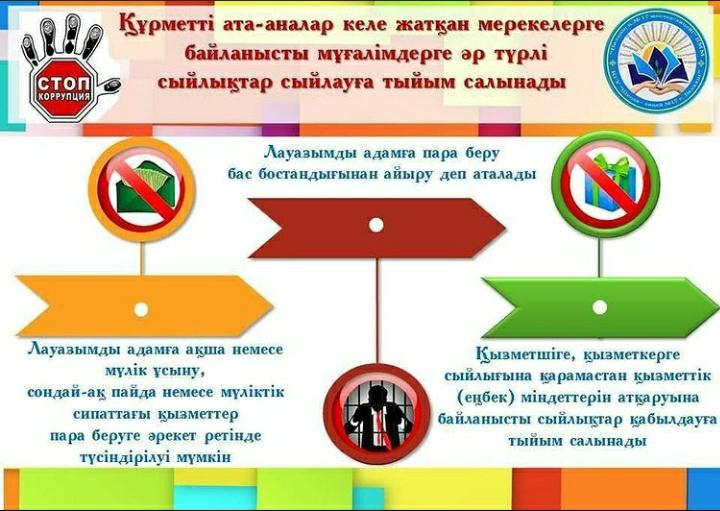 Құрметті ата-аналар келе жатқан мерекелерге
байланысты мұғалімдерге әр түрлі
сыйлықтар сыйлауға тыйым салынады
СТОП
КОРРУПЦИЯ
Лауазымды адамға пара беру
бас бостандығынан айыру деп аталады
Лауазымды адамға ақша немесе
мүлік ұсыну,
сондай-ақ пайда немесе мүліктік
сипаттағы қызметтер
пара беруге әрекет ретінде
түсіндірілуі мүмкін
Қызметшіге, қызметкерге
сыйлығына қарамастан қызметтік
(еңбек) міндеттерін атқаруына
байланысты сыйлықтар қабылдауға
тыйым салынады